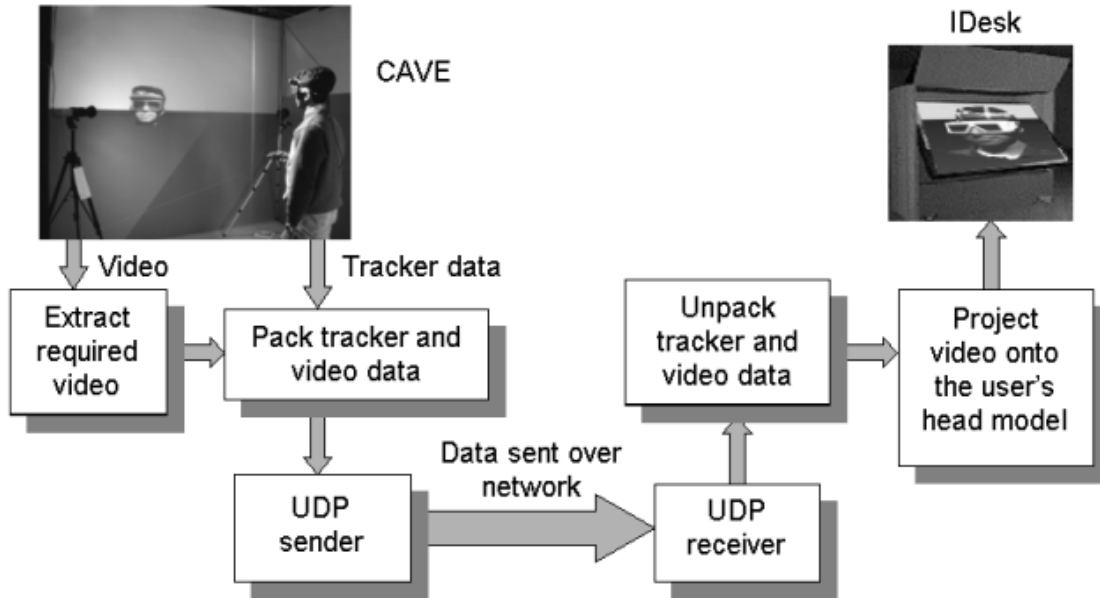 CAVE
IDesk
Video
Tracker data
Extract
required
video
Pack tracker and
video data
UDP
sender
Data sent over
network
UDP
receiver
Unpack
tracker and
video data
Project
video onto
the user's
head model